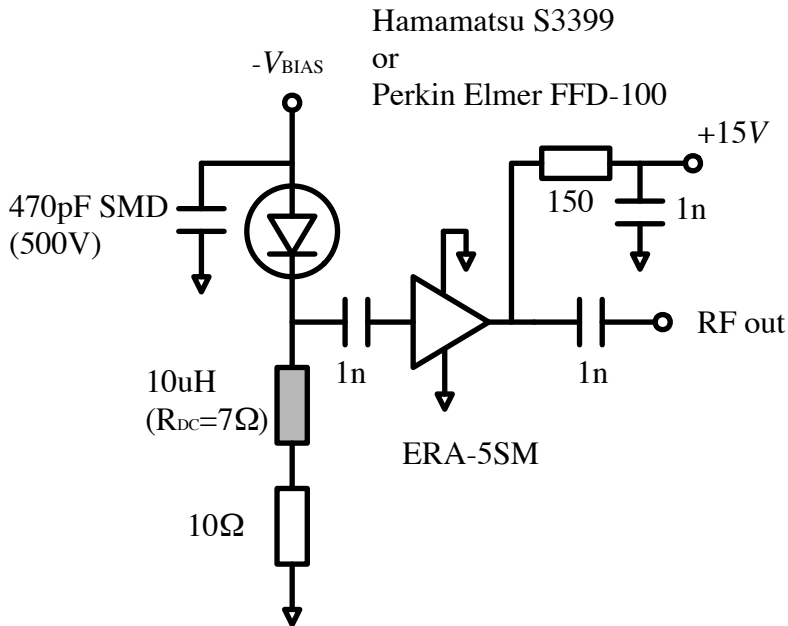 Hamamatsu S3399
or
Perkin Elmer FFD-100
-VBIAS
+15V
470pF SMD
(500V)
150
1n
RF out
1n
1n
10uH
(RDC=7Ω)
ERA-5SM
10Ω